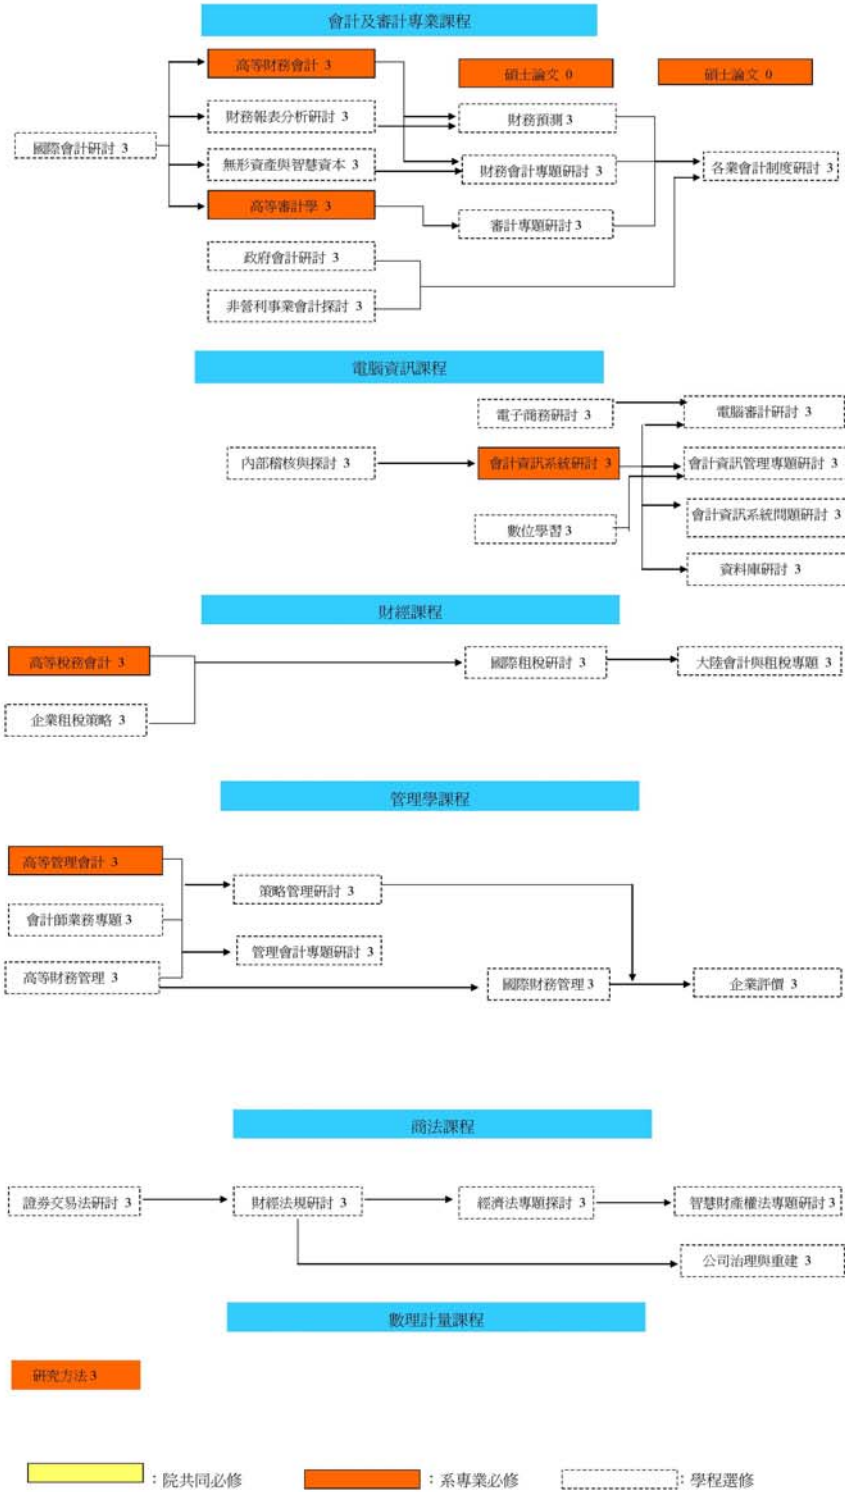 會計及審計專業課程
高等財務會計 3
碩士論文 0
碩士論文 0
財務報表分析研討 3
財務預測 3
國際會計研討 3
無形資產與智慧資本 3
財務會計專題研討 3
各業會計制度研討 3
高等審計學 3
審計專題研討 3
政府會計研討 3
非營利事業會計探討 3
電腦資訊課程
電子商務研討 3
電腦審計研討 3
內部稽核與探討 3
會計資訊系統研討 3
會計資訊管理專題研討 3
會計資訊系統問題研討 3
數位學習 3
資料庫研討 3
財經課程
高等稅務會計 3
國際租稅研討 3
大陸會計與租稅專題 3
企業租稅策略 3
管理學課程
高等管理會計 3
策略管理研討 3
會計師業務專題 3
管理會計專題研討 3
高等財務管理 3
國際財務管理 3
企業評價 3
商法課程
證券交易法研討 3
財經法規研討 3
經濟法專題探討 3
智慧財產權法專題研討 3
公司治理與重建 3
數理計量課程
研究方法 3
：院共同必修
：系專業必修
：學程選修